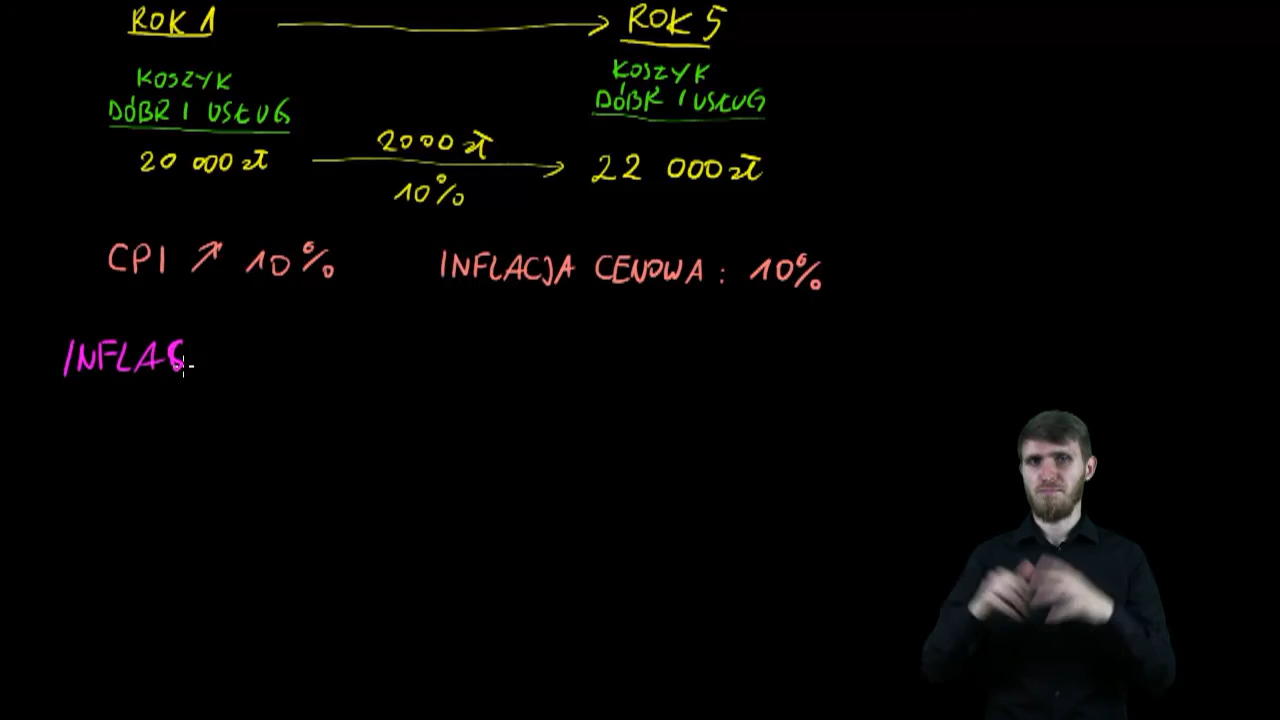 ROK 1 ROK 5
KOSZYK KOSZYK
DÓBR I USŁUG DÓBR I USŁUG
2000 zł
20 000 zł 22 000 zł
10%
CPI ↗ 10% INFLACJA CENOWA : 10%
INFLAC